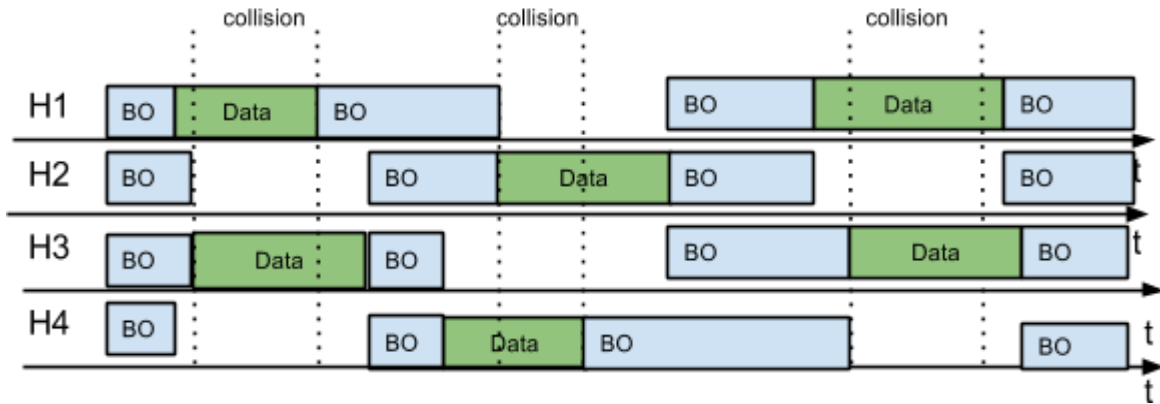 collision collision collision
H1 BO Data BO BO Data BO
H2 BO BO Data BO BO t
H3 BO Data BO BO Data BO t
H4 BO BO Data BO BO t
t